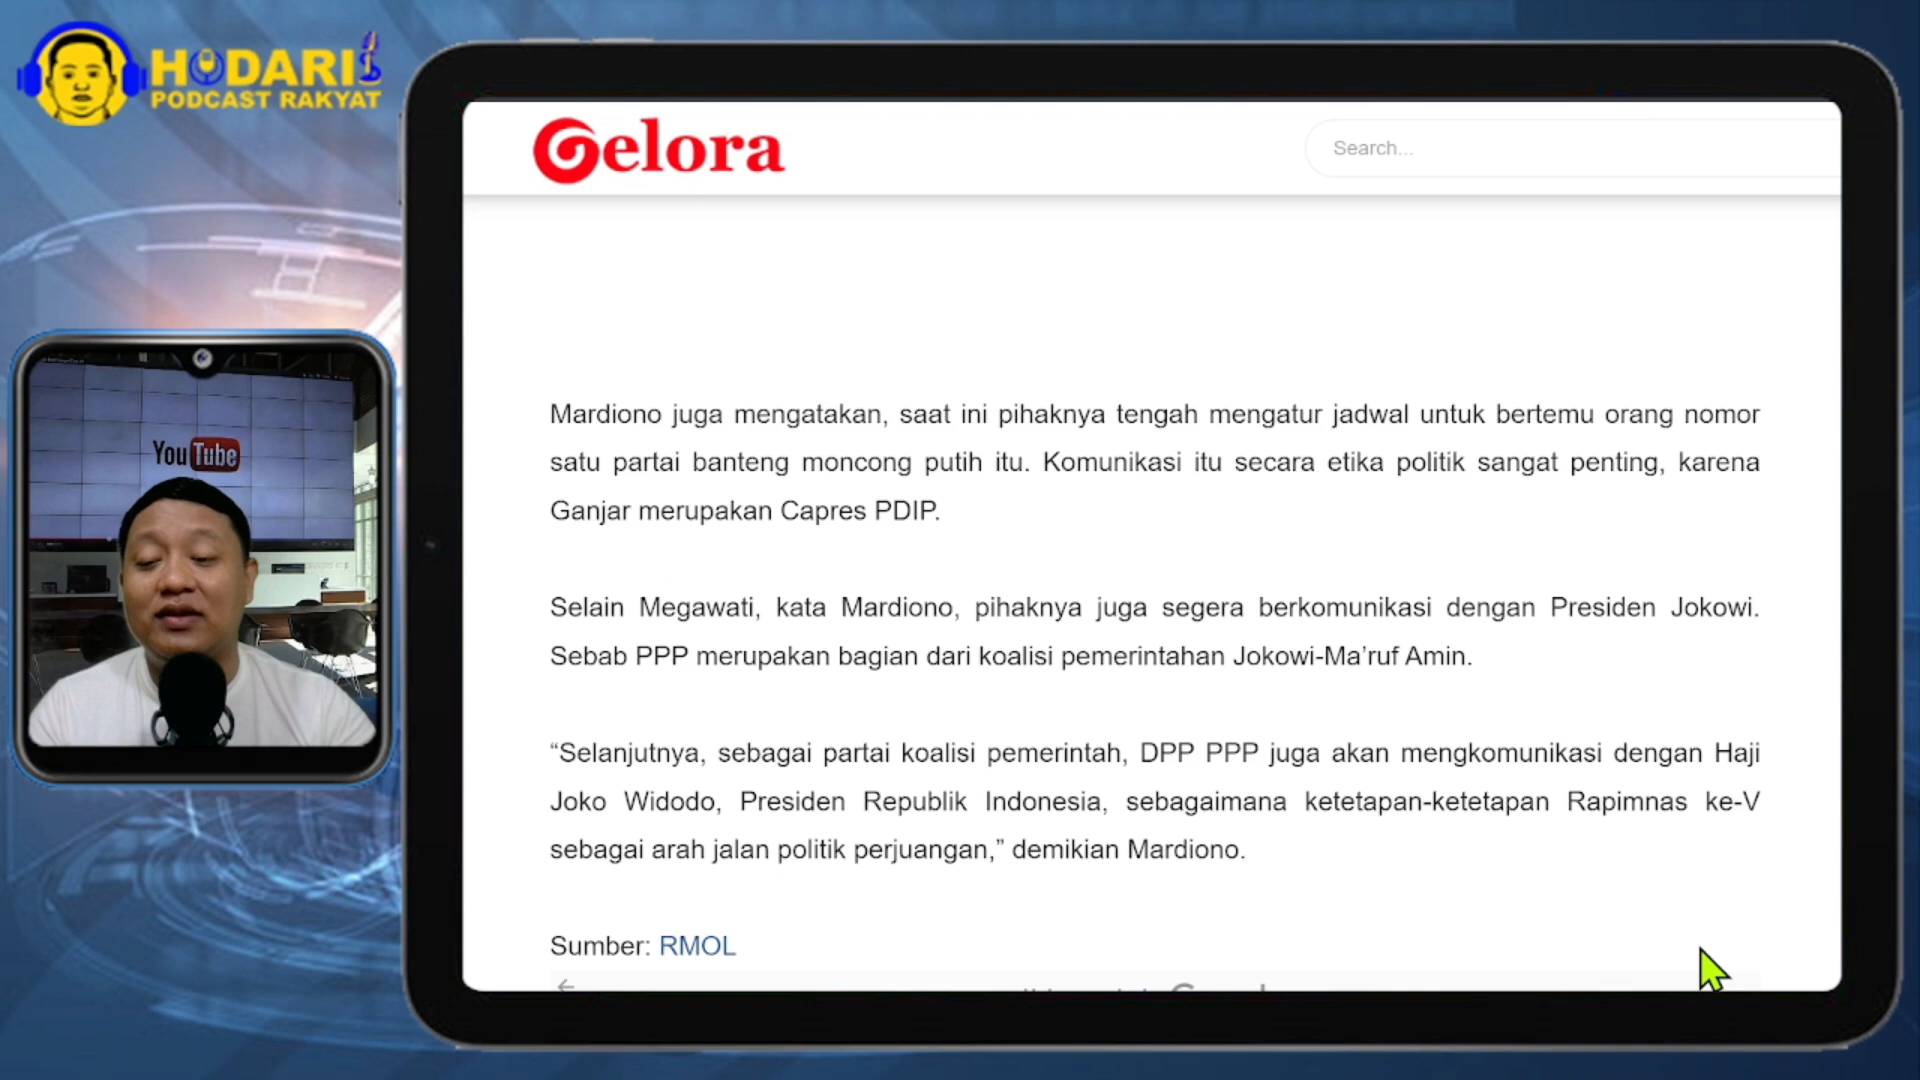 HODARI
PODCAST RAKYAT
Gelora
Search...
YouTube
Mardiono juga mengatakan, saat ini pihaknya tengah mengatur jadwal untuk bertemu orang nomor
satu partai banteng moncong putih itu. Komunikasi itu secara etika politik sangat penting, karena
Ganjar merupakan Capres PDIP.
Selain Megawati, kata Mardiono, pihaknya juga segera berkomunikasi dengan Presiden Jokowi.
Sebab PPP merupakan bagian dari koalisi pemerintahan Jokowi-Ma’ruf Amin.
“Selanjutnya, sebagai partai koalisi pemerintah, DPP PPP juga akan mengkomunikasi dengan Haji
Joko Widodo, Presiden Republik Indonesia, sebagaimana ketetapan-ketetapan Rapimnas ke-V
sebagai arah jalan politik perjuangan,” demikian Mardiono.
Sumber: RMOL